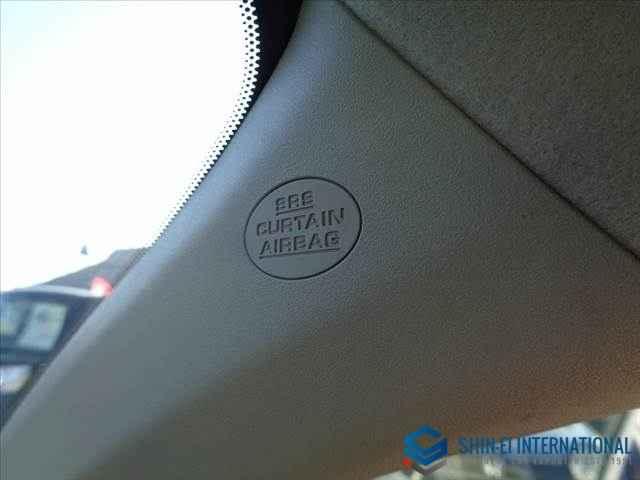 SRS
CURTAIN
AIRBAG
SHIN-EI INTERNATIONAL